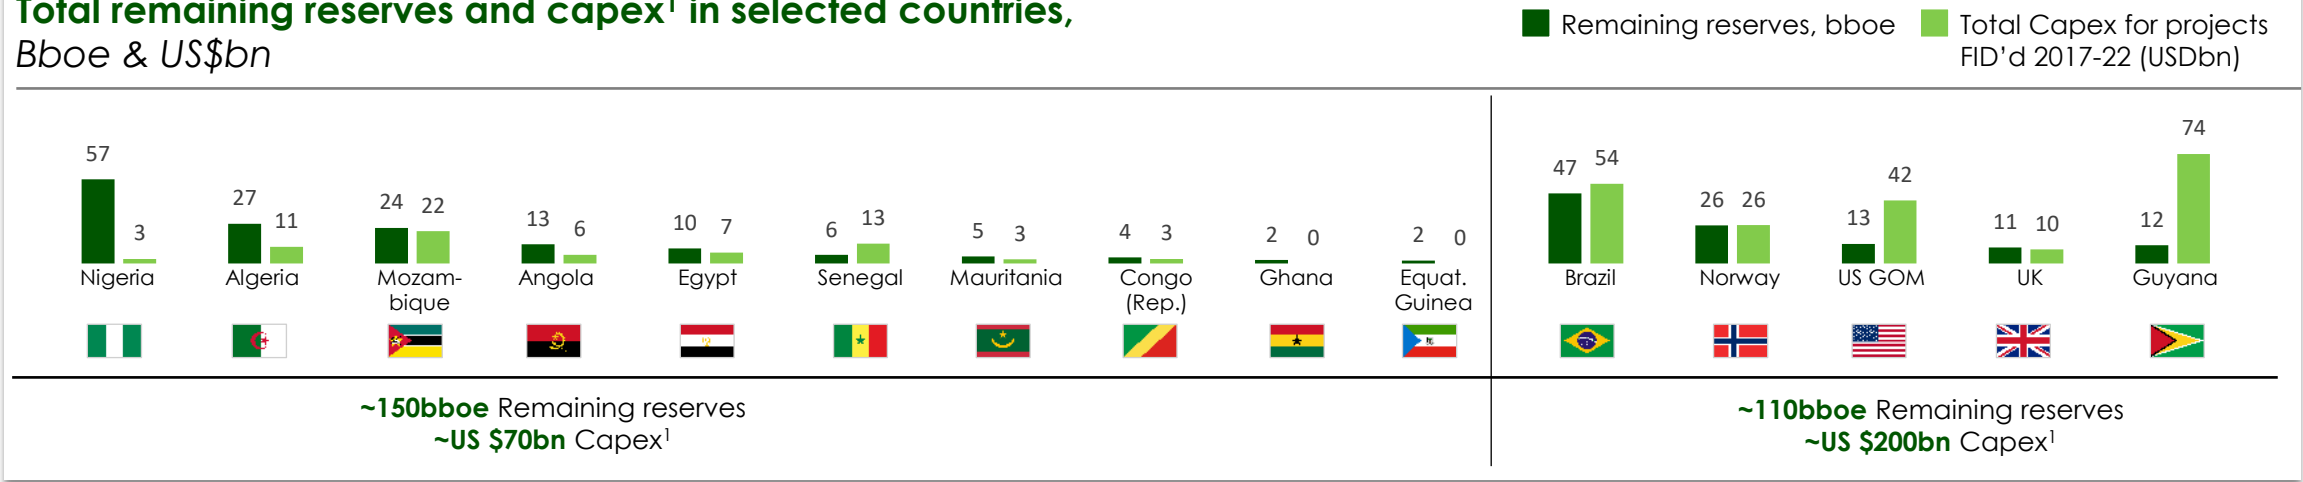 Total remaining reserves and capex¹ in selected countries,
Bboe & US$bn
Remaining reserves, bboe
Total Capex for projects
FID’d 2017-22 (USDbn)
57 3
27 11
24 22
13 6
10 7
6 13
5 3
4 3
2 0
2 0
47 54
26 26
13 42
11 10
12 74
Nigeria
Algeria
Mozam-
bique
Angola
Egypt
Senegal
Mauritania
Congo
(Rep.)
Ghana
Equat.
Guinea
Brazil
Norway
US GOM
UK
Guyana
~150bboe Remaining reserves
~US $70bn Capex¹
~110bboe Remaining reserves
~US $200bn Capex¹